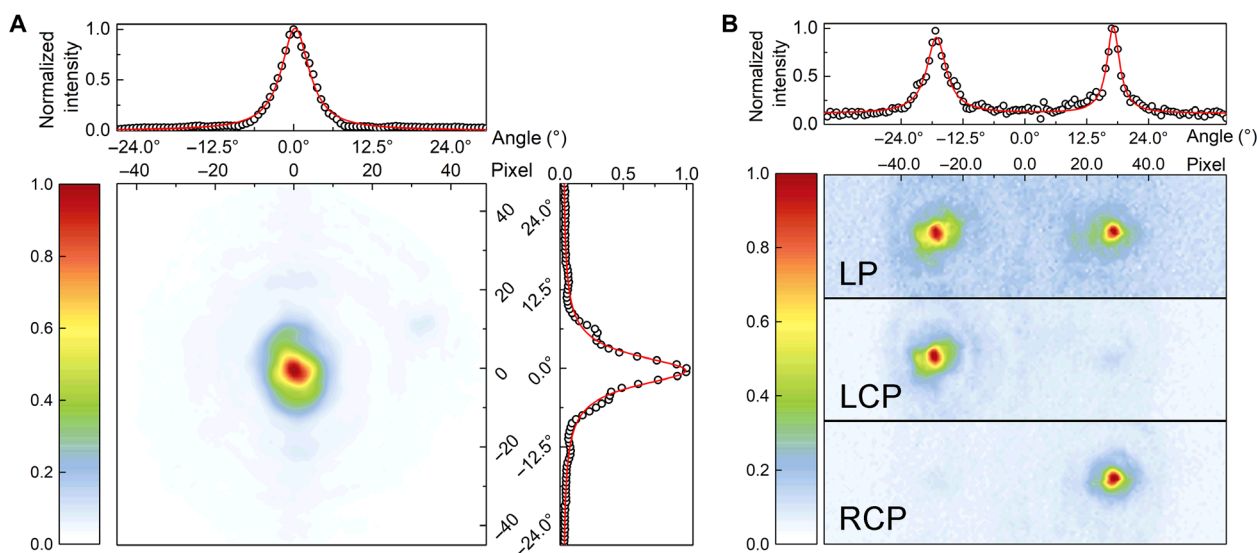 A
Normalized
intensity
1.0
0.5
0.0
−24.0° −12.5° 0.0° 12.5° 24.0° Angle (°)
−40 −20 0 20 40 Pixel
0.0 0.5 1.0
1.0
0.8
0.6
0.4
0.2
0.0
40
20
0
−20
−40
24.0°
12.5°
0.0°
−12.5°
−24.0°
B
Normalized
intensity
1.0
0.5
0.0
−24.0° −12.5° 0.0° 12.5° 24.0° Angle (°)
−40.0 −20.0 0.0 20.0 40.0 Pixel
1.0
0.8
0.6
0.4
0.2
0.0
LP
LCP
RCP